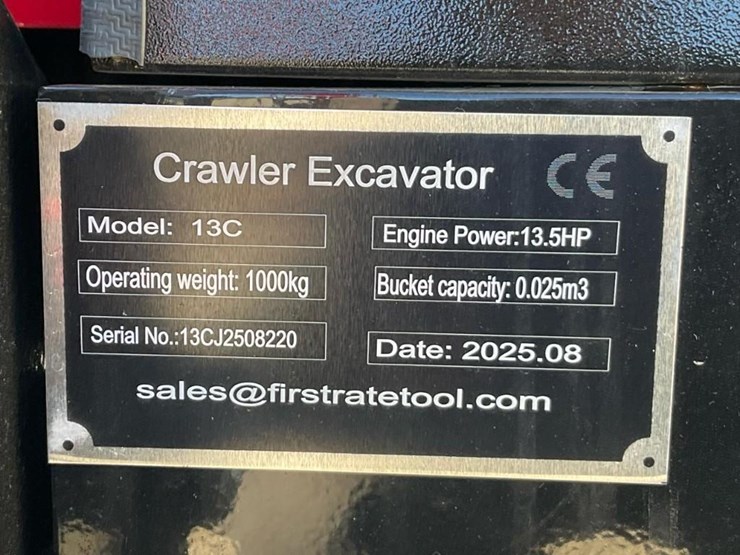 Crawler Excavator CE
Model: 13C
Engine Power:13.5HP
Operating weight: 1000kg
Bucket capacity: 0.025m3
Serial No.:13CJ2508220
Date: 2025.08
sales@firstratetool.com